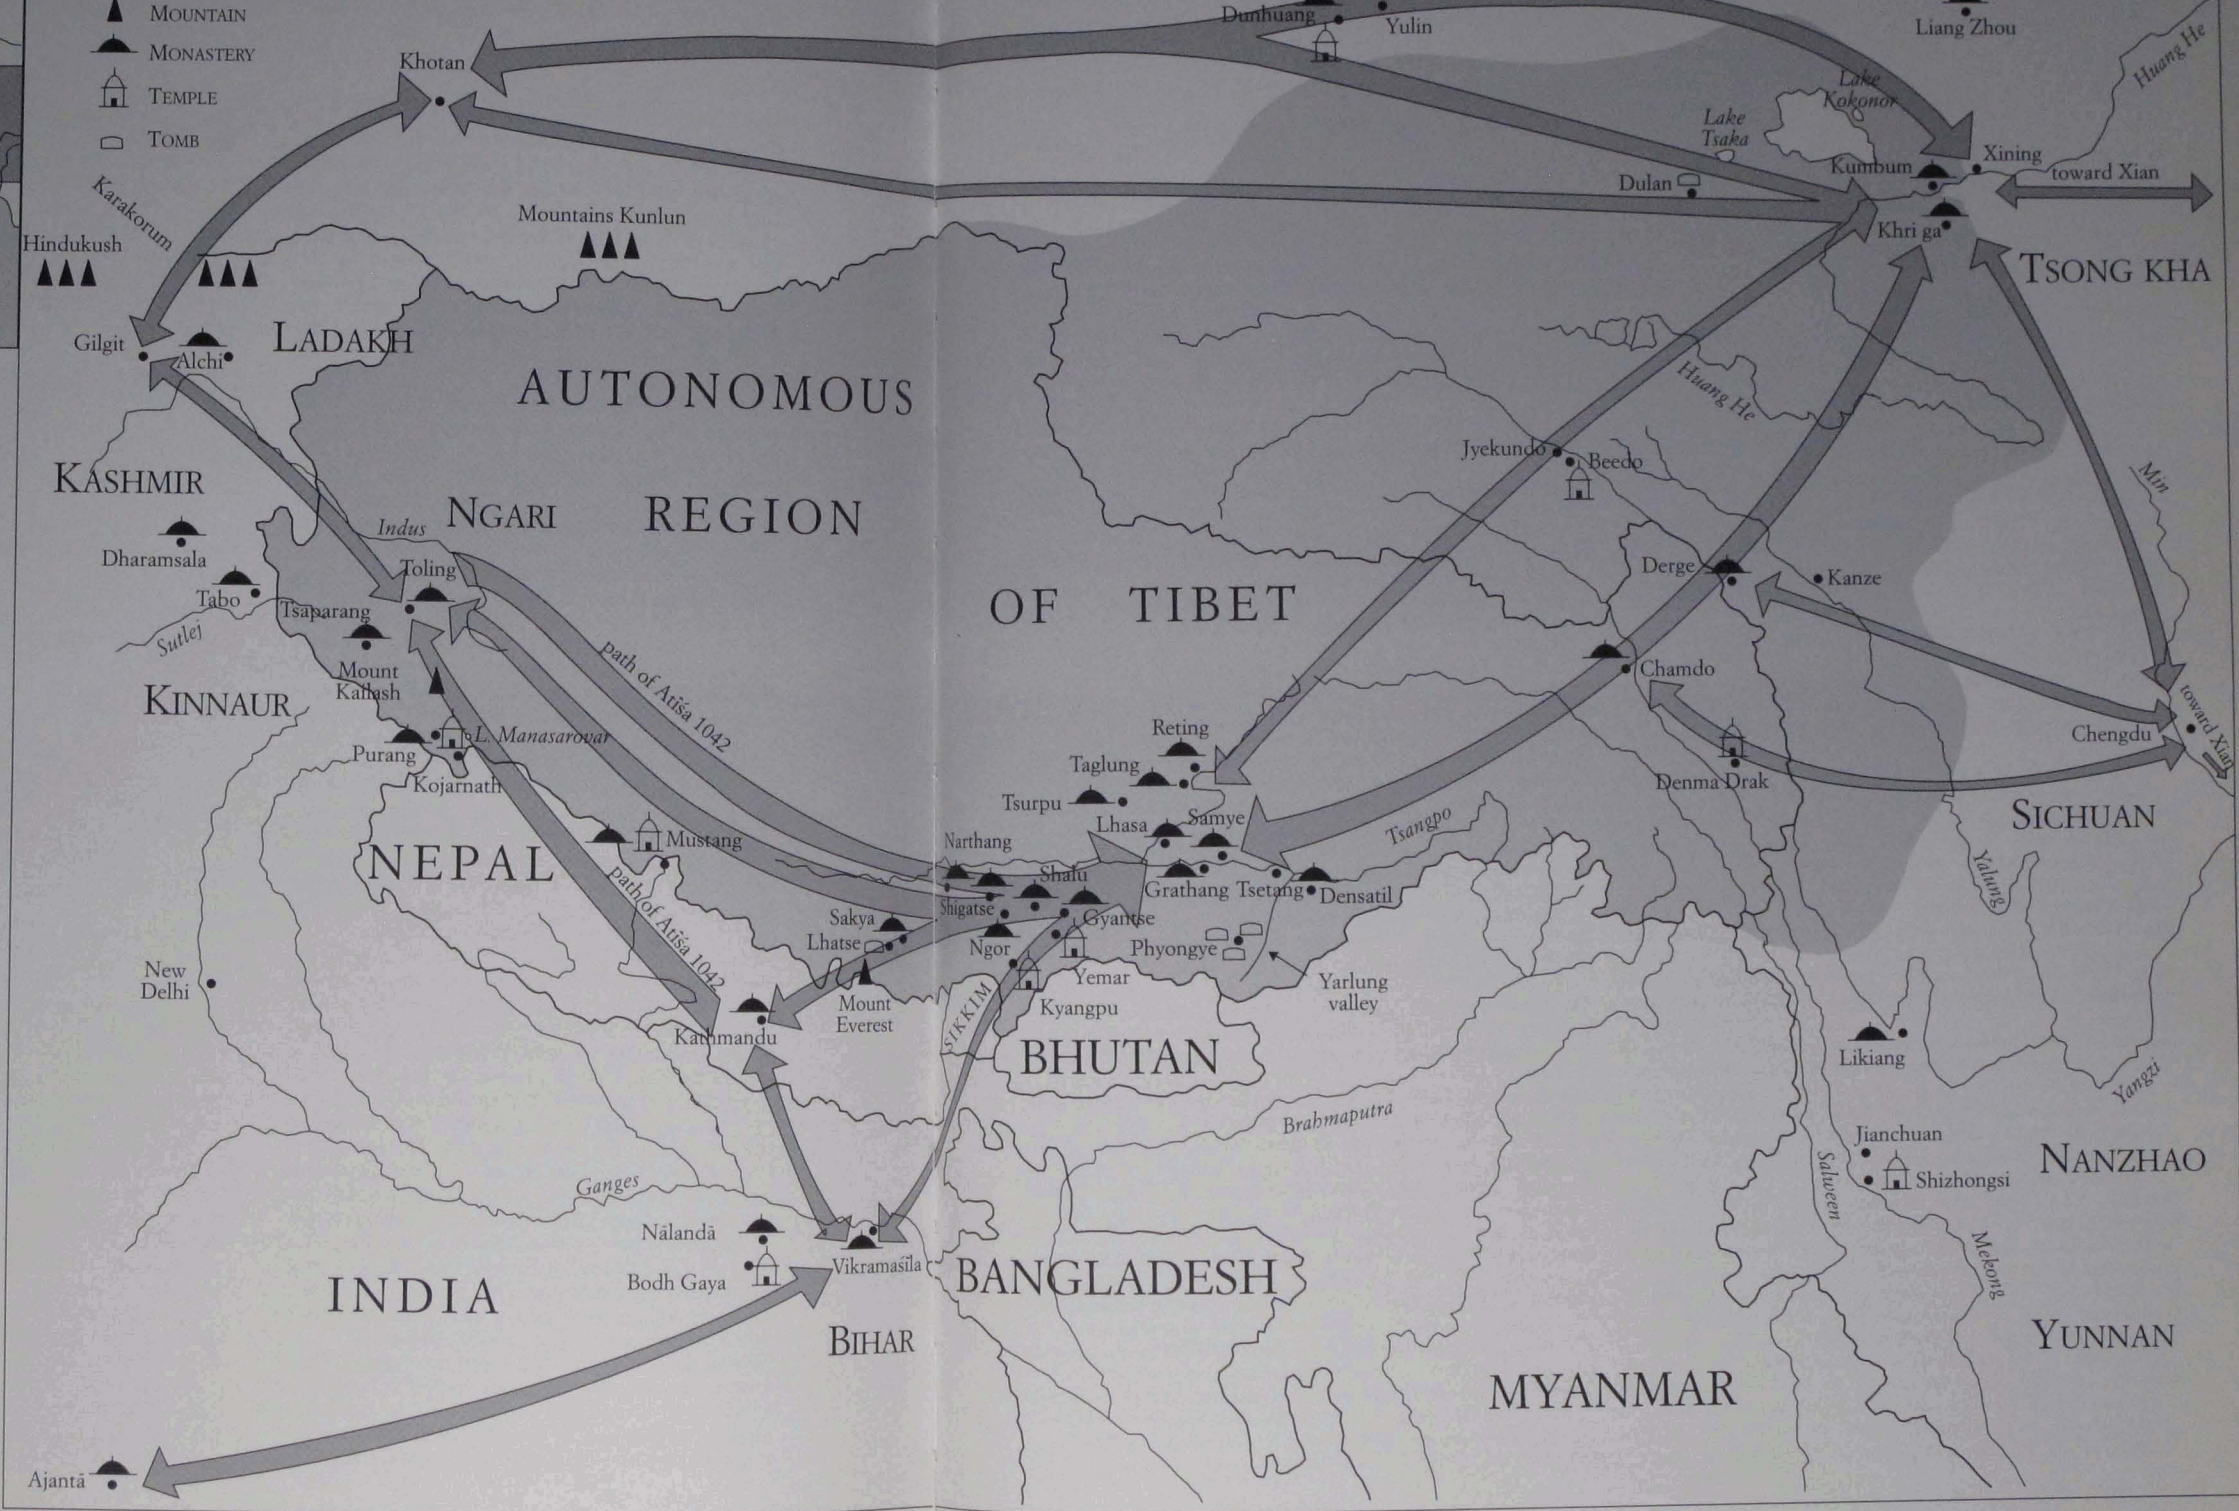 MOUNTAIN
MONASTERY
TEMPLE
TOMB
Khotan
Dunhuang
Yulin
Liang Zhou
Huang He
Lake
Kokonor
Lake
Tsaka
Kumbum
Xining
toward Xian
Dulan
Khri ga
TSONG KHA
Karakorum
Hindukush
Mountains Kunlun
Gilgit
Alchi
LADAKH
AUTONOMOUS
REGION
OF TIBET
Huang He
Jyekundo
Beedo
Min
KASHMIR
NGARI
Indus
Dharamsala
Toling
Tabo
Tsaparang
Sutlej
Derge
Kanze
Mount
Kailash
KINNAUR
path of Atīśa 1042
Chamdo
toward Xian
Chengdu
Purang
L. Manasarovar
Kojarnath
Reting
Taglung
Tsurpu
Lhasa
Samye
Denma Drak
SICHUAN
Tsangpo
Mustang
NEPAL
Narthang
Shalu
Grathang
Tsetang
Densatil
Yalung
path of Atīśa 1042
Shigatse
Sakya
Gyantse
Lhatse
Ngor
Phyongye
Yemar
Yarlung
valley
New
Delhi
Mount
Everest
SIKKIM
Kyangpu
Kathmandu
BHUTAN
Likiang
Yangzi
Brahmaputra
Jianchuan
NANZHAO
Shizhongsi
Salween
Ganges
Nālandā
Vikramaśīla
Bodh Gaya
BANGLADESH
INDIA
BIHAR
Mekong
YUNNAN
MYANMAR
Ajantā